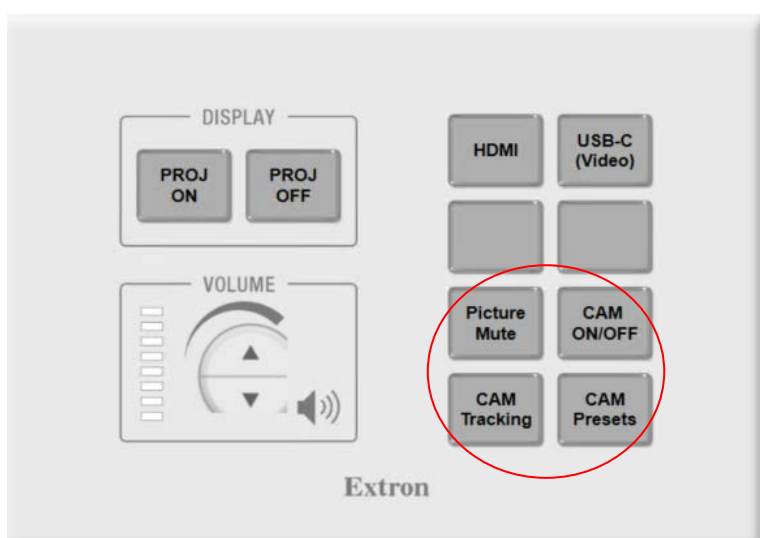 DISPLAY
PROJ
ON
PROJ
OFF
HDMI
USB-C
(Video)
VOLUME
Picture
Mute
CAM
ON/OFF
CAM
Tracking
CAM
Presets
Extron